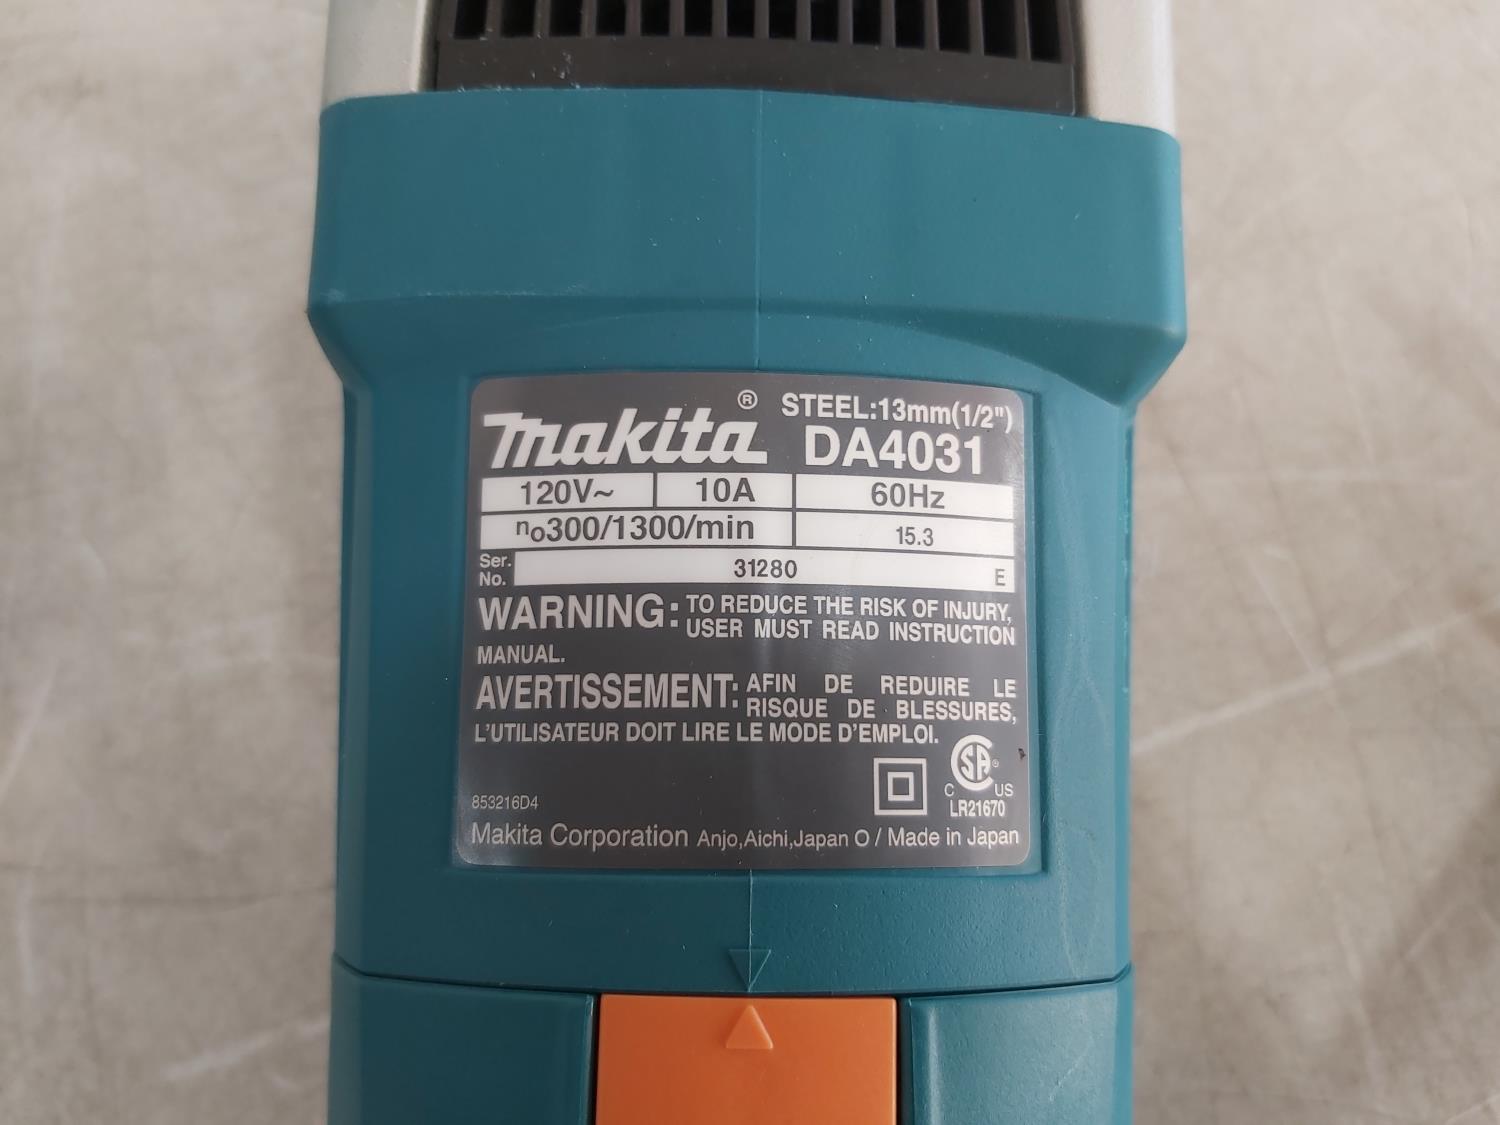 makita® STEEL:13mm(1/2")
DA4031
120V~ 10A 60Hz
no300/1300/min 15.3
Ser. No. 31280 E
WARNING: TO REDUCE THE RISK OF INJURY,
USER MUST READ INSTRUCTION
MANUAL.
AVERTISSEMENT: AFIN DE REDUIRE LE
RISQUE DE BLESSURES,
L'UTILISATEUR DOIT LIRE LE MODE D'EMPLOI.
SA®
C US
LR21670
853216D4
Makita Corporation Anjo,Aichi,Japan O / Made in Japan